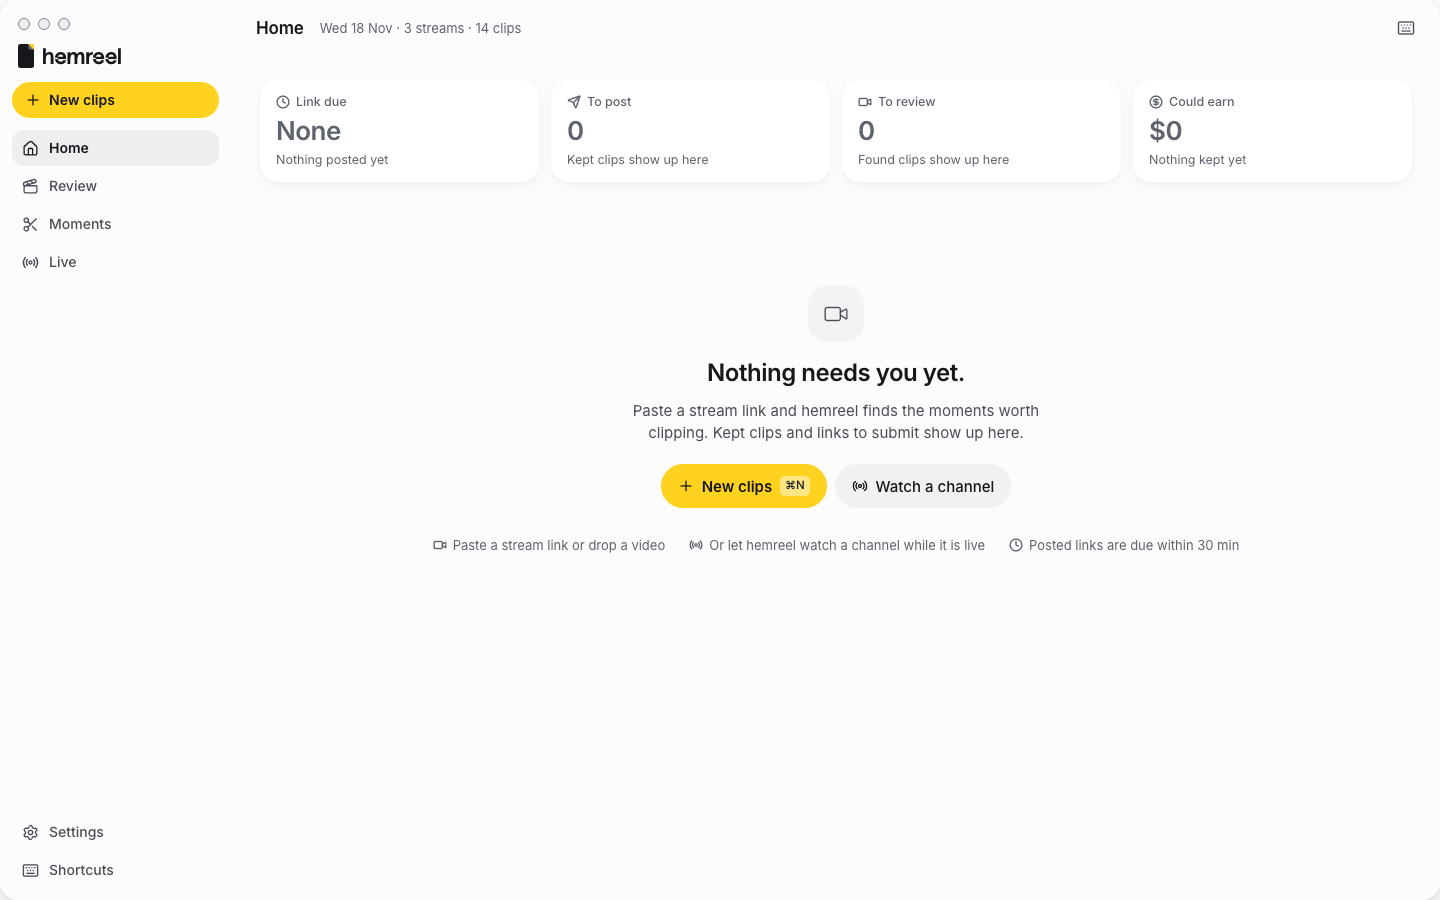 hemreel
New clips
Home
Review
Moments
Live
Settings
Shortcuts
Home Wed 18 Nov · 3 streams · 14 clips
Link due
None
Nothing posted yet
To post
0
Kept clips show up here
To review
0
Found clips show up here
Could earn
$0
Nothing kept yet
Nothing needs you yet.
Paste a stream link and hemreel finds the moments worth
clipping. Kept clips and links to submit show up here.
New clips ⌘N
Watch a channel
Paste a stream link or drop a video
Or let hemreel watch a channel while it is live
Posted links are due within 30 min